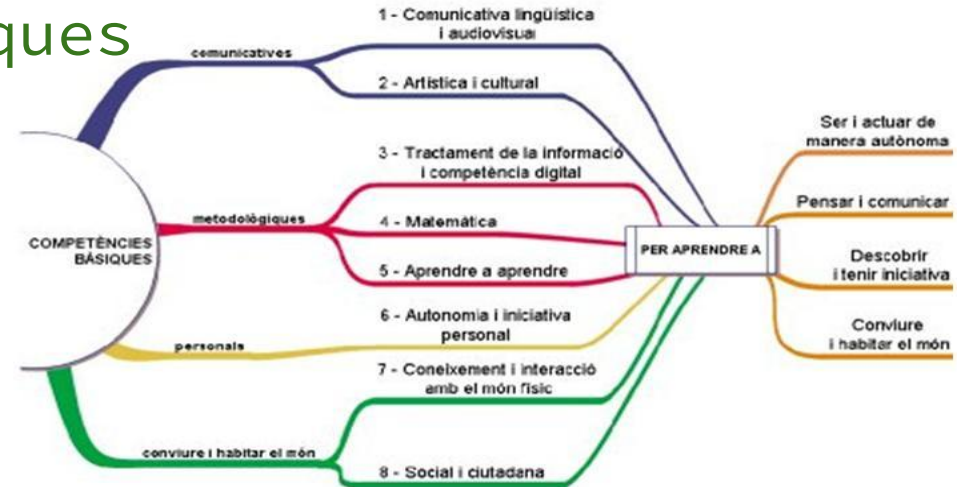 ques
comunicatives
1 - Comunicativa lingüística
i audiovisual
2 - Artística i cultural
metodològiques
3 - Tractament de la informació
i competència digital
4 - Matemàtica
5 - Aprendre a aprendre
COMPETÈNCIES
BÀSIQUES
personals
6 - Autonomia i iniciativa
personal
conviure i habitar el món
7 - Coneixement i interacció
amb el món físic
8 - Social i ciutadana
PER APRENDRE A
Ser i actuar de
manera autònoma
Pensar i comunicar
Descobrir
i tenir iniciativa
Conviure
i habitar el món